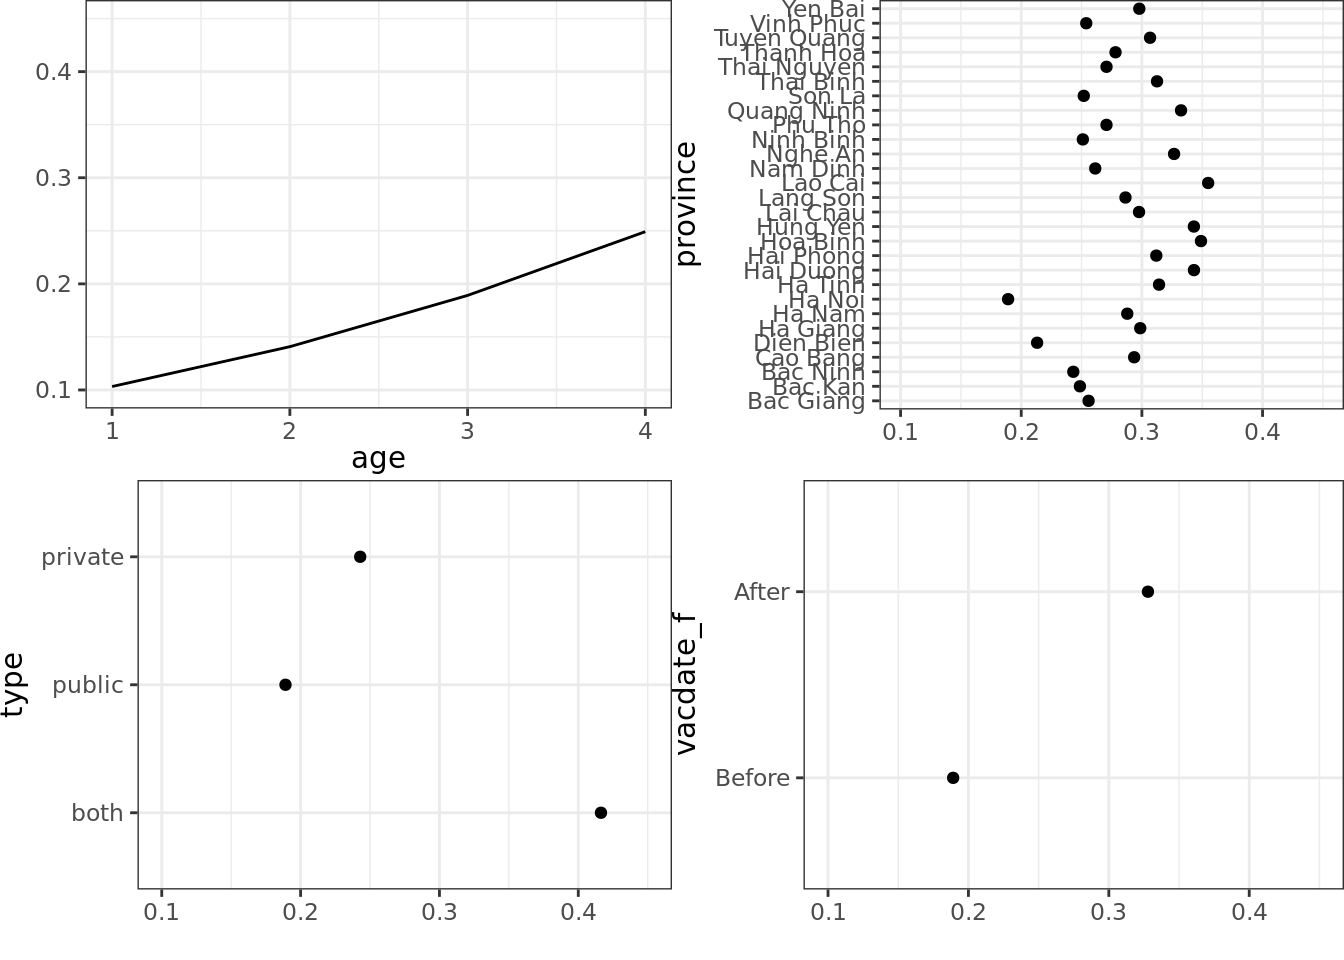 0.4
0.3
0.2
0.1
1 2 3 4
age
province
Yen Bai
Vinh Phuc
Tuyen Quang
Thanh Hoa
Thai Nguyen
Thai Binh
Son La
Quang Ninh
Phu Tho
Ninh Binh
Nghe An
Nam Dinh
Lao Cai
Lang Son
Lai Chau
Hung Yen
Hoa Binh
Hai Phong
Hai Duong
Ha Tinh
Ha Noi
Ha Nam
Ha Giang
Dien Bien
Cao Bang
Bac Ninh
Bac Kan
Bac Giang
0.1 0.2 0.3 0.4
type
private
public
both
0.1 0.2 0.3 0.4
vacdate_f
After
Before
0.1 0.2 0.3 0.4